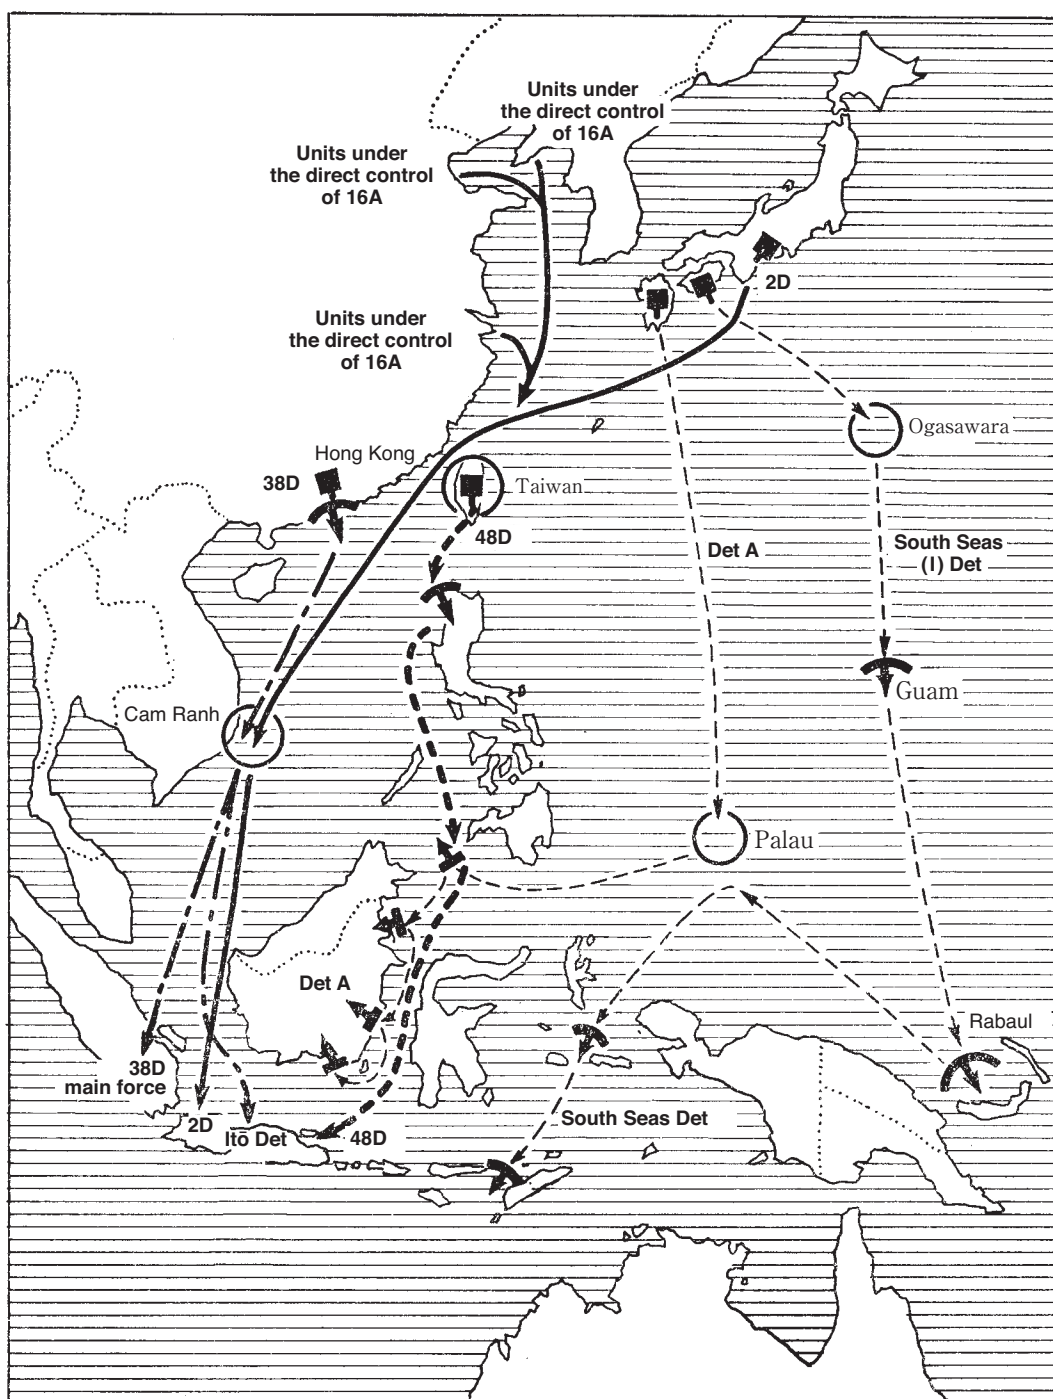 Units under
the direct control
of 16A
Units under
the direct control
of 16A
2D
Units under
the direct control
of 16A
Ogasawara
Hong Kong
38D
Taiwan
48D
Det A
South Seas
(I) Det
Guam
Cam Ranh
Palau
Det A
Rabaul
38D
main force
2D
Itō Det
48D
South Seas Det